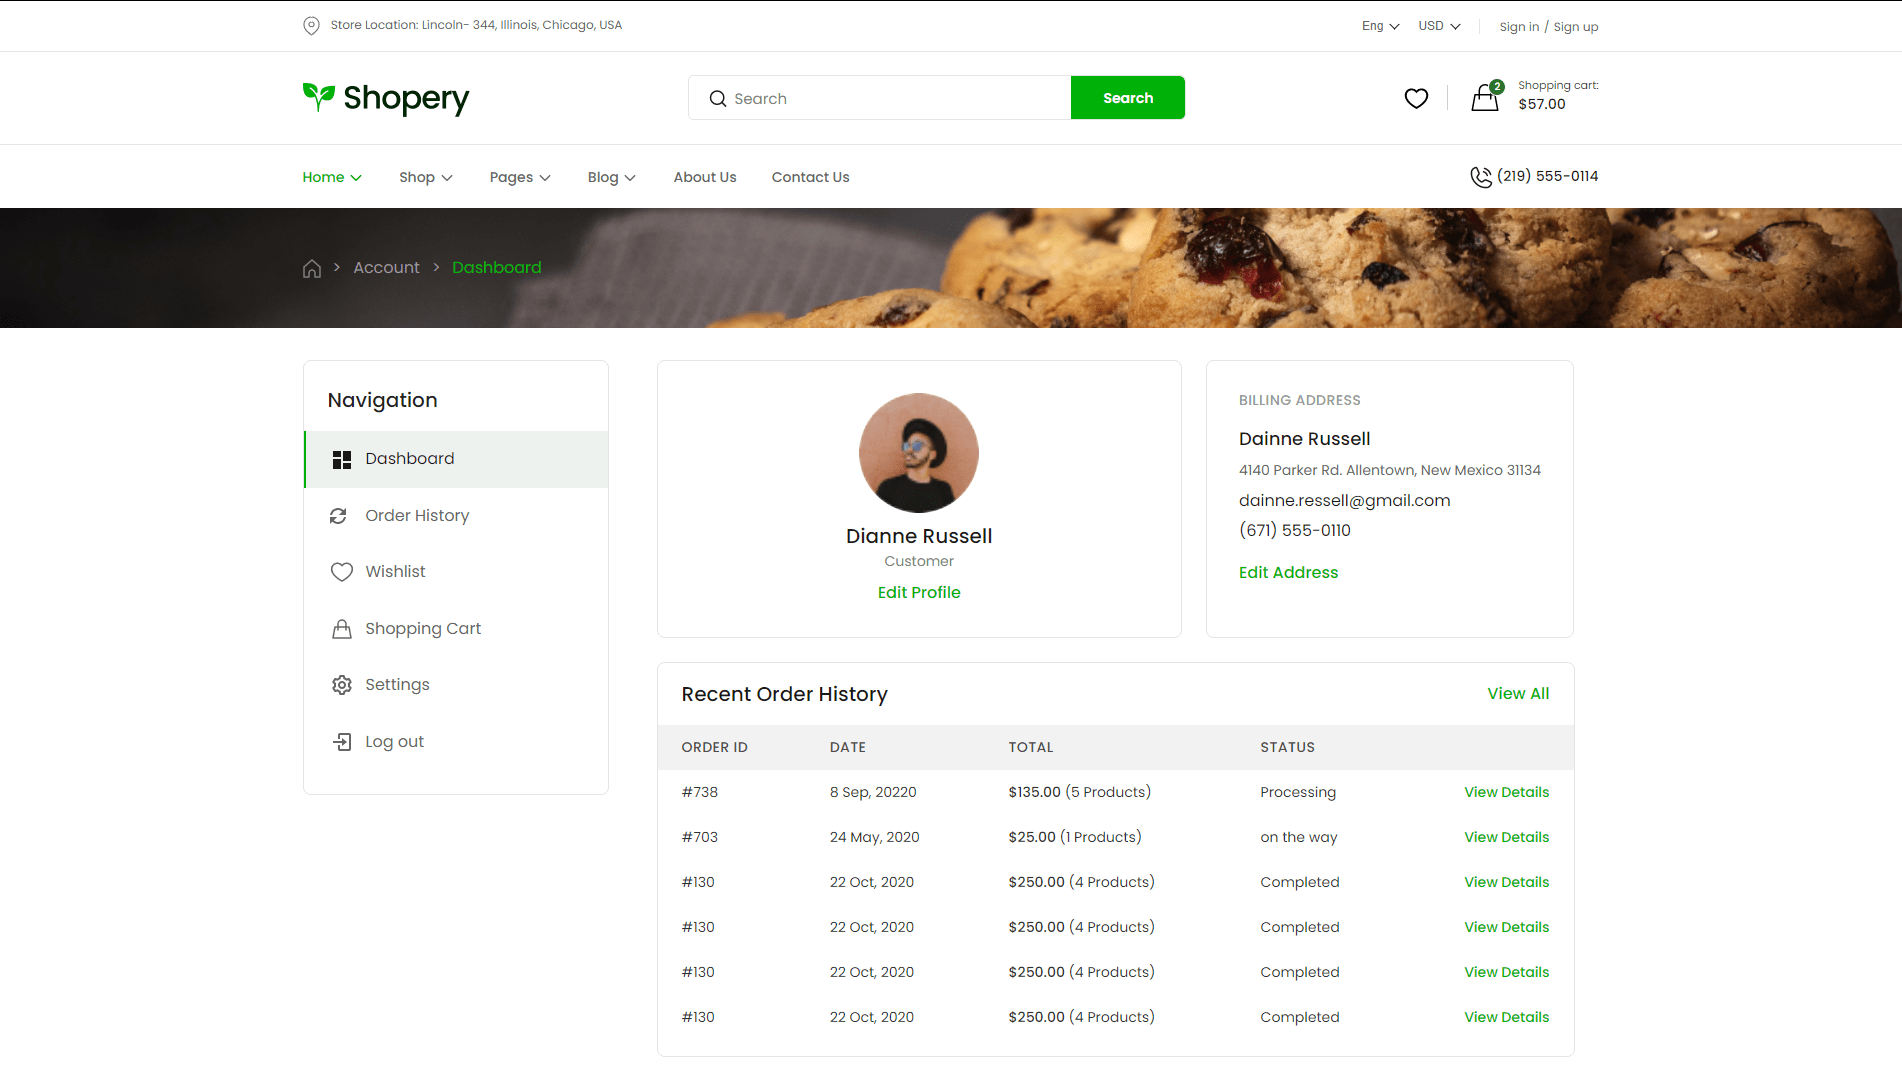 Store Location: Lincoln- 344, Illinois, Chicago, USA
Eng USD Sign in / Sign up
Shopery
Search Search
2
Shopping cart:
$57.00
Home Shop Pages Blog About Us Contact Us (219) 555-0114
> Account > Dashboard
Navigation
Dashboard
Order History
Wishlist
Shopping Cart
Settings
Log out
Dianne Russell
Customer
Edit Profile
BILLING ADDRESS
Dainne Russell
4140 Parker Rd. Allentown, New Mexico 31134
dainne.ressell@gmail.com
(671) 555-0110
Edit Address
Recent Order History View All
ORDER ID DATE TOTAL STATUS
#738 8 Sep, 20220 $135.00 (5 Products) Processing View Details
#703 24 May, 2020 $25.00 (1 Products) on the way View Details
#130 22 Oct, 2020 $250.00 (4 Products) Completed View Details
#130 22 Oct, 2020 $250.00 (4 Products) Completed View Details
#130 22 Oct, 2020 $250.00 (4 Products) Completed View Details
#130 22 Oct, 2020 $250.00 (4 Products) Completed View Details